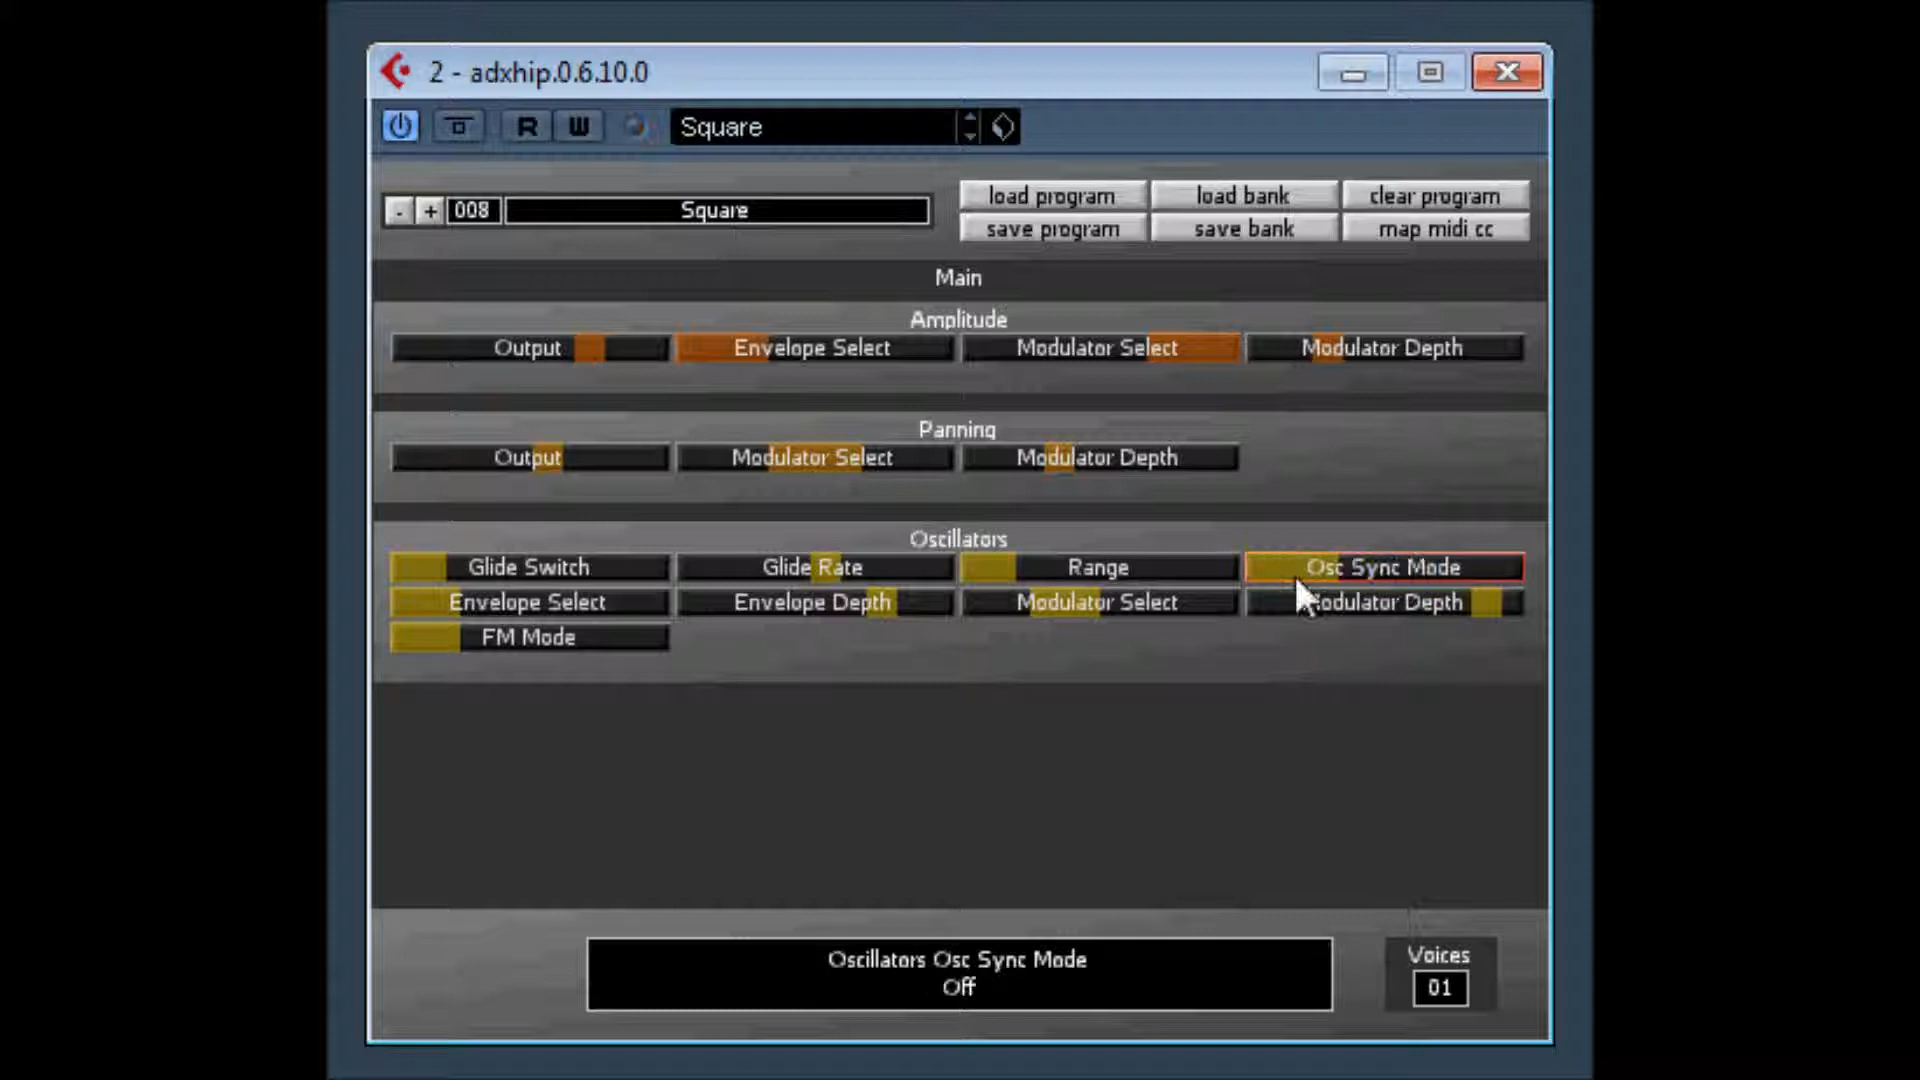 2 - adxhip.0.6.10.0
R W Square
- + 008 Square
load program load bank clear program
save program save bank map midi cc
Main
Amplitude
Output Envelope Select Modulator Select Modulator Depth
Panning
Output Modulator Select Modulator Depth
Oscillators
Glide Switch Glide Rate Range Osc Sync Mode
Envelope Select Envelope Depth Modulator Select Modulator Depth
FM Mode
Oscillators Osc Sync Mode
Off
Voices
01